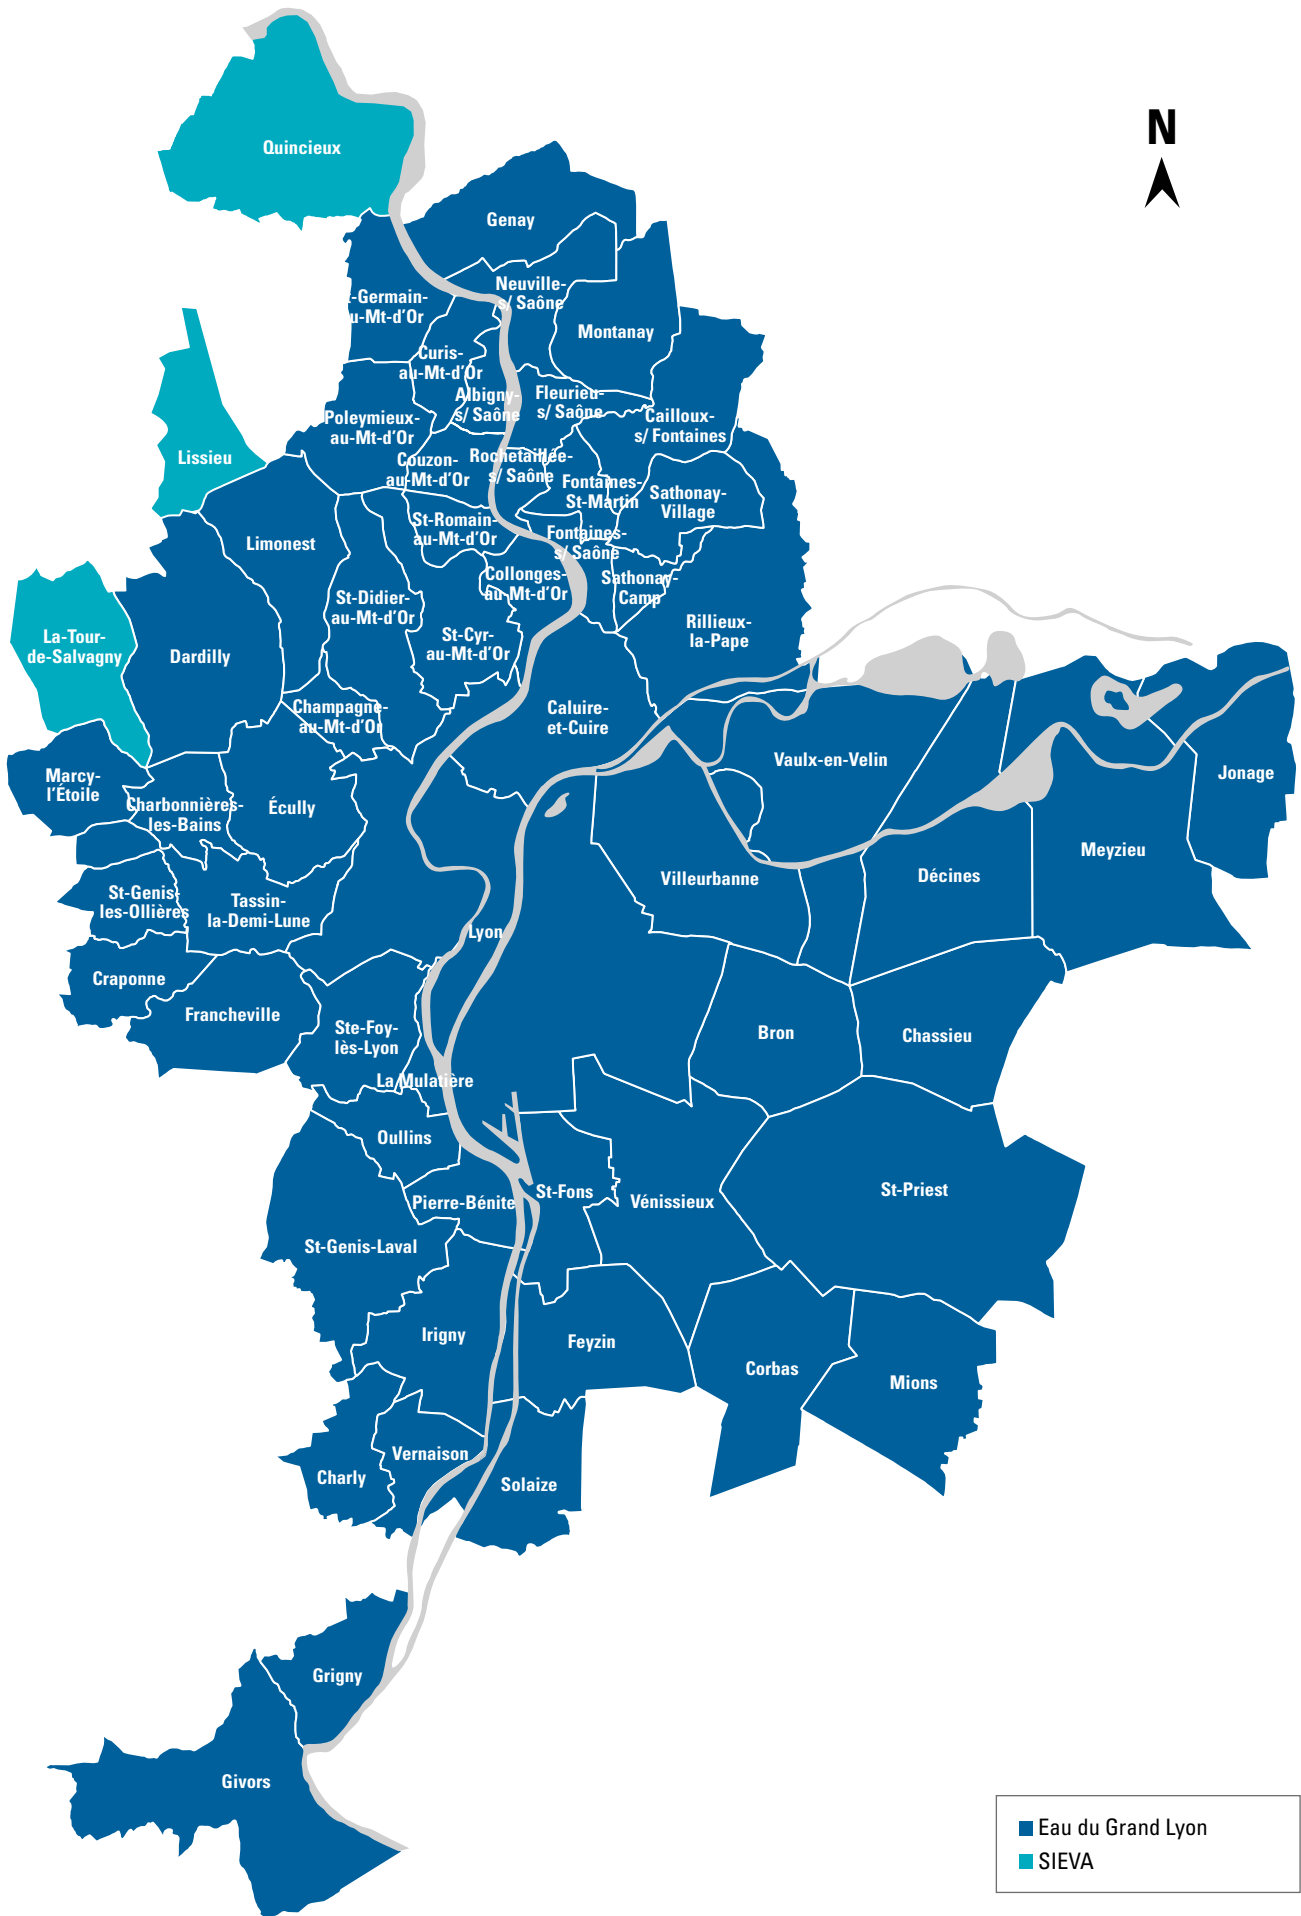 N
Quincieux
Genay
Neuville-
s/ Saône
-Germain-
u-Mt-d'Or
Montanay
Curis-
au-Mt-d'Or
Albigny-
s/ Saône
Fleurieu-
s/ Saône
Poleymieux-
au-Mt-d'Or
Cailloux-
s/ Fontaines
Lissieu
Couzon-
au-Mt-d'Or
Rochetaillée-
s/ Saône
Fontaines-
St-Martin
Sathonay-
Village
St-Romain-
au-Mt-d'Or
Fontaines-
s/ Saône
Limonest
Collonges-
au-Mt-d'Or
Sathonay-
Camp
St-Didier-
au-Mt-d'Or
Rillieux-
la-Pape
St-Cyr-
au-Mt-d'Or
La-Tour-
de-Salvagny
Dardilly
Champagne-
au-Mt-d'Or
Caluire-
et-Cuire
Vaulx-en-Velin
Jonage
Marcy-
l'Étoile
Charbonnières-
les-Bains
Écully
Meyzieu
Villeurbanne
Décines
St-Genis-
les-Ollières
Tassin-
la-Demi-Lune
Lyon
Craponne
Francheville
Ste-Foy-
lès-Lyon
Bron
Chassieu
La Mulatière
Oullins
Pierre-Bénite
St-Fons
Vénissieux
St-Priest
St-Genis-Laval
Irigny
Feyzin
Corbas
Mions
Vernaison
Charly
Solaize
Grigny
Givors
Eau du Grand Lyon
SIEVA